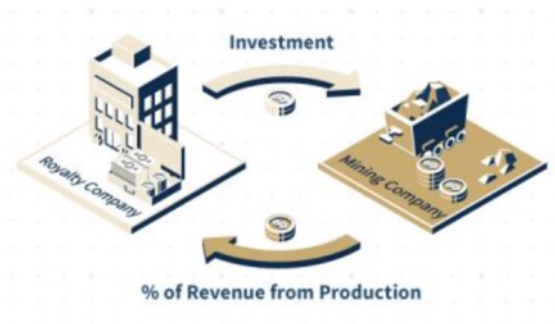 Investment
Royalty Company
Mining Company
% of Revenue from Production